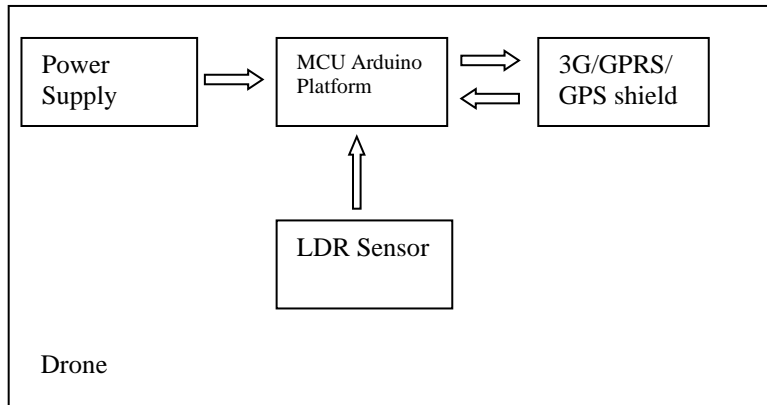 Power
Supply
MCU Arduino
Platform
3G/GPRS/
GPS shield
LDR Sensor
Drone